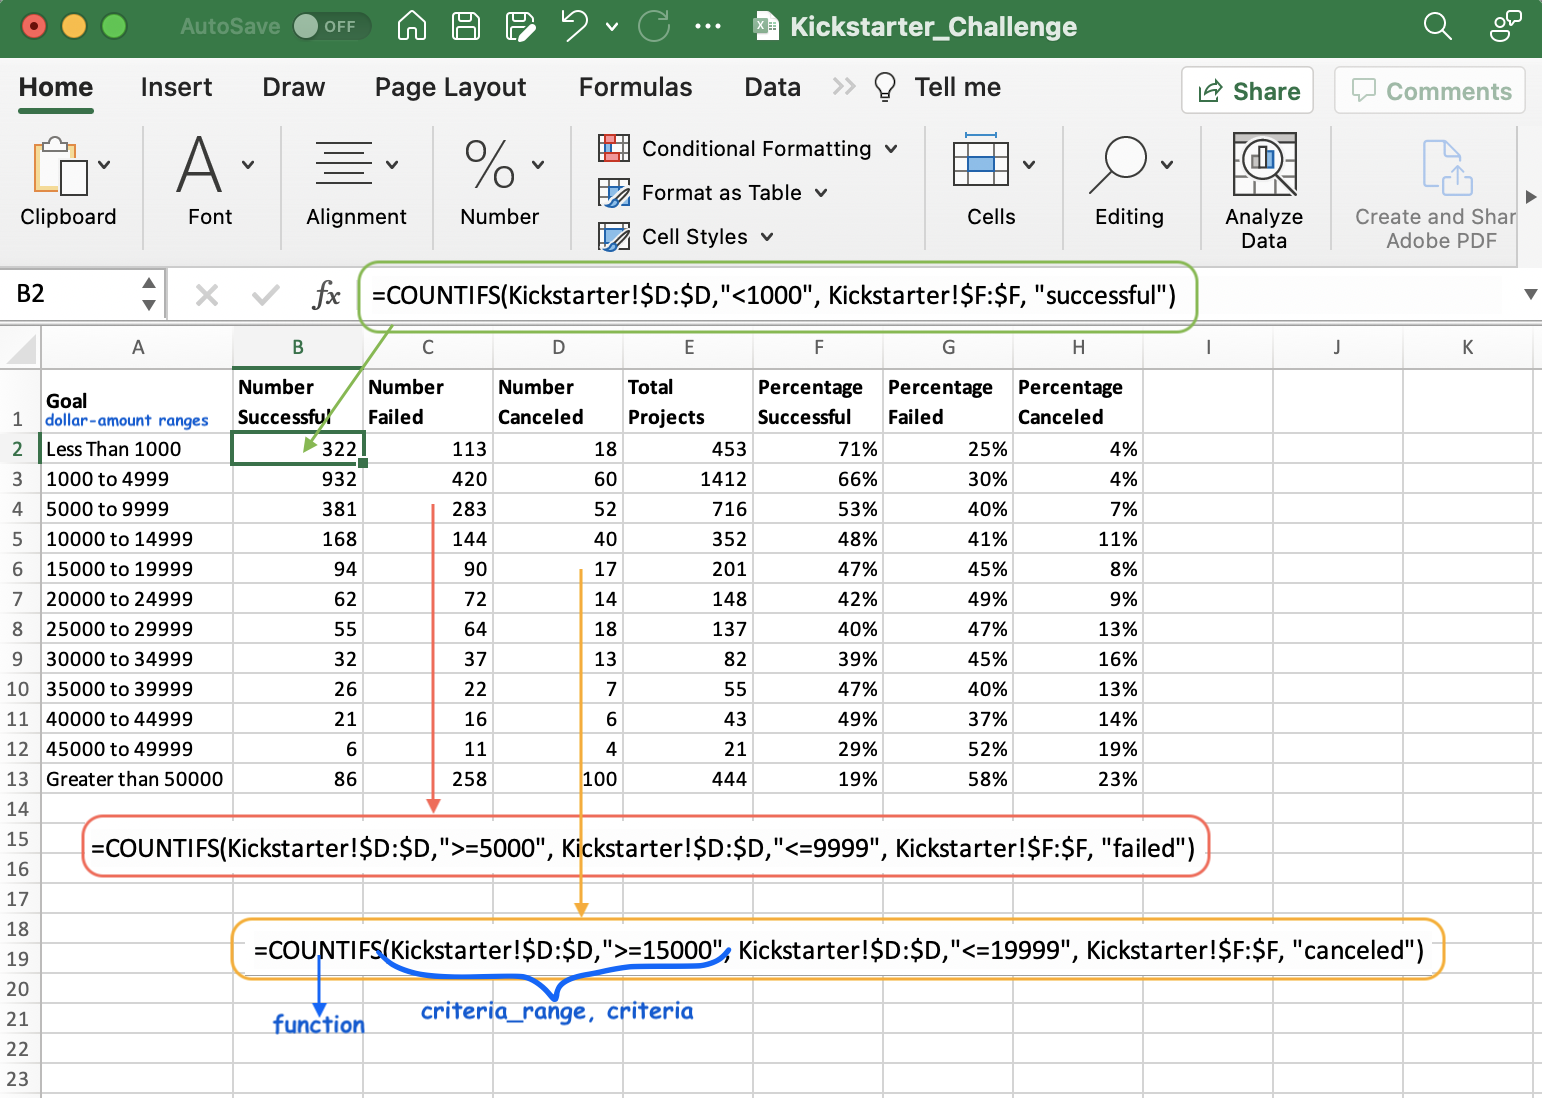 AutoSave OFF Kickstarter_Challenge
Home Insert Draw Page Layout Formulas Data Tell me Share Comments
Clipboard Font Alignment Number
Conditional Formatting
Format as Table
Cell Styles
Cells Editing Analyze Data
Create and Shar
Adobe PDF
B2 fx =COUNTIFS(Kickstarter!$D:$D,"<1000", Kickstarter!$F:$F, "successful")
A B C D E F G H I J K
1 Goal dollar-amount ranges Number Successful Number Failed Number Canceled Total Projects Percentage Successful Percentage Failed Percentage Canceled
2 Less Than 1000 322 113 18 453 71% 25% 4%
3 1000 to 4999 932 420 60 1412 66% 30% 4%
4 5000 to 9999 381 283 52 716 53% 40% 7%
5 10000 to 14999 168 144 40 352 48% 41% 11%
6 15000 to 19999 94 90 17 201 47% 45% 8%
7 20000 to 24999 62 72 14 148 42% 49% 9%
8 25000 to 29999 55 64 18 137 40% 47% 13%
9 30000 to 34999 32 37 13 82 39% 45% 16%
10 35000 to 39999 26 22 7 55 47% 40% 13%
11 40000 to 44999 21 16 6 43 49% 37% 14%
12 45000 to 49999 6 11 4 21 29% 52% 19%
13 Greater than 50000 86 258 100 444 19% 58% 23%
14
15
=COUNTIFS(Kickstarter!$D:$D,">=5000", Kickstarter!$D:$D,"<=9999", Kickstarter!$F:$F, "failed")
16
17
18
=COUNTIFS(Kickstarter!$D:$D,">=15000", Kickstarter!$D:$D,"<=19999", Kickstarter!$F:$F, "canceled")
19
20
criteria_range, criteria
function
21
22
23